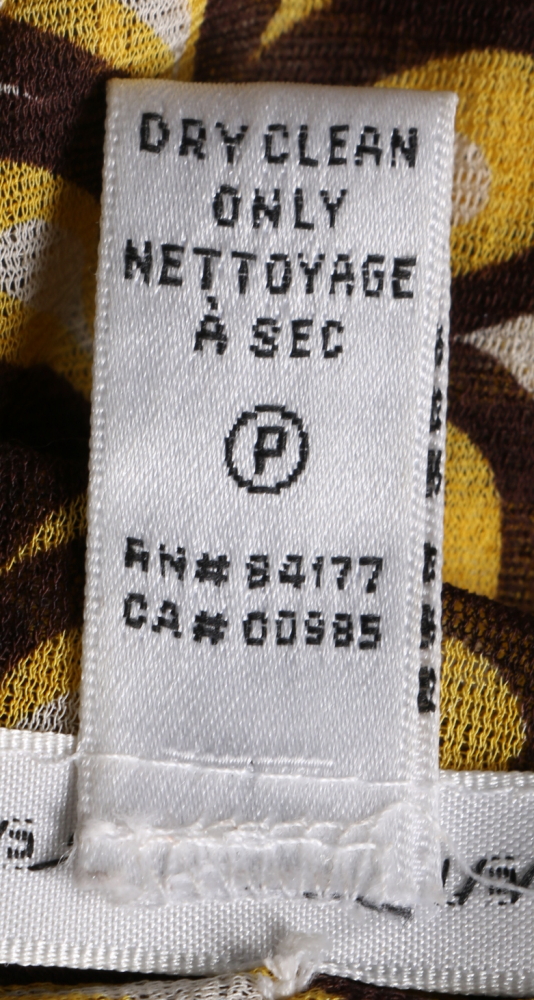 DRY CLEAN
ONLY
NETTOYAGE
À SEC
P
RN# 84177
CA# 00985